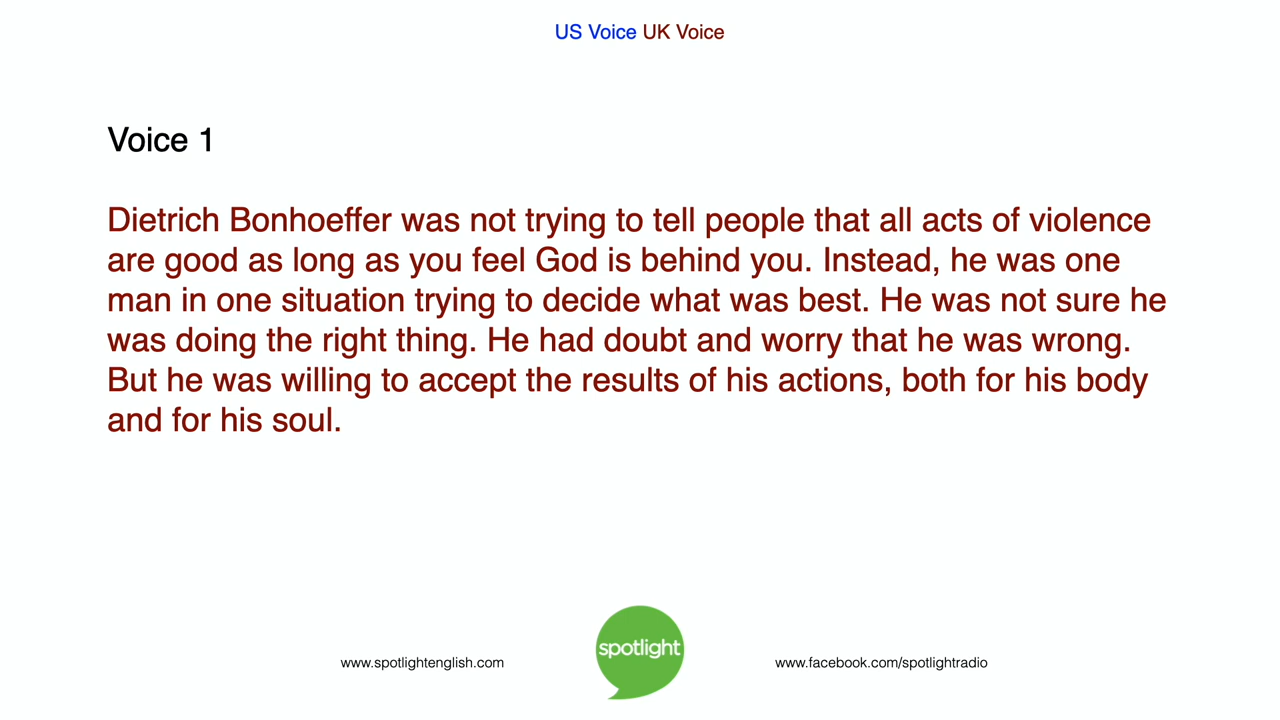 US Voice UK Voice
Voice 1
Dietrich Bonhoeffer was not trying to tell people that all acts of violence
are good as long as you feel God is behind you. Instead, he was one
man in one situation trying to decide what was best. He was not sure he
was doing the right thing. He had doubt and worry that he was wrong.
But he was willing to accept the results of his actions, both for his body
and for his soul.
www.spotlightenglish.com
spotlight
www.facebook.com/spotlightradio